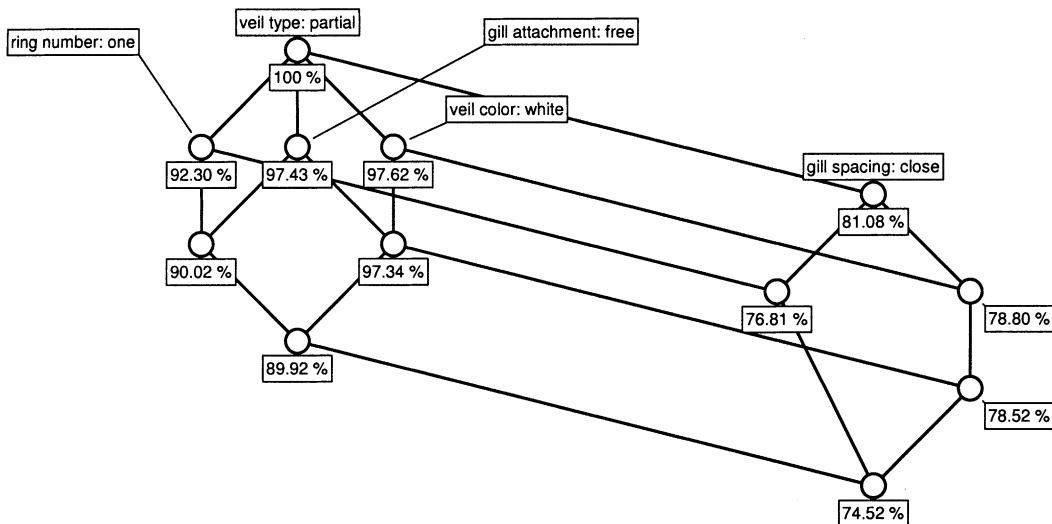 veil type: partial
gill attachment: free
ring number: one
100 %
veil color: white
92.30 %
97.43 %
97.62 %
gill spacing: close
81.08 %
90.02 %
97.34 %
76.81 %
78.80 %
89.92 %
78.52 %
74.52 %